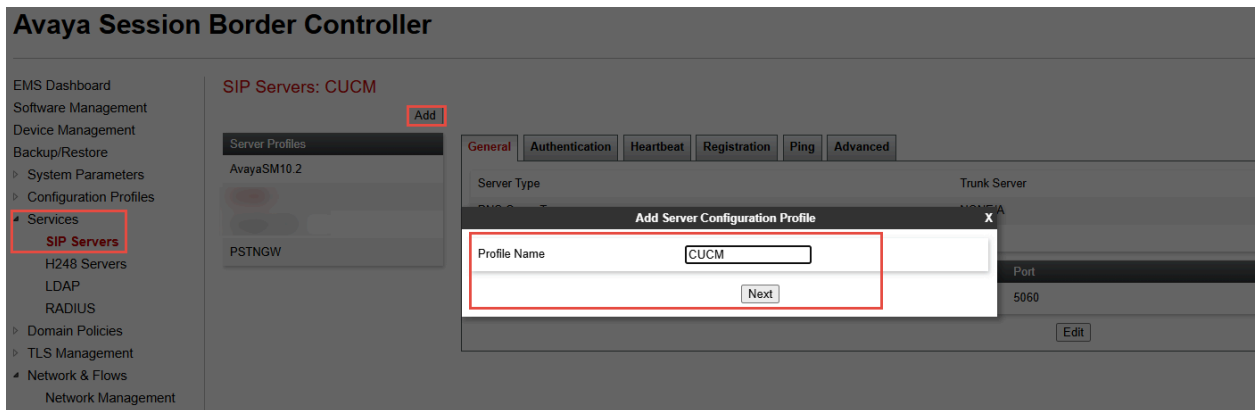 Avaya Session Border Controller
EMS Dashboard
Software Management
Device Management
Backup/Restore
System Parameters
Configuration Profiles
Services
SIP Servers
H248 Servers
LDAP
RADIUS
Domain Policies
TLS Management
Network & Flows
Network Management
SIP Servers: CUCM
Add
Server Profiles
AvayaSM10.2
PSTNGW
General Authentication Heartbeat Registration Ping Advanced
Server Type Trunk Server
Add Server Configuration Profile X
Profile Name CUCM
Next
Port
5060
Edit